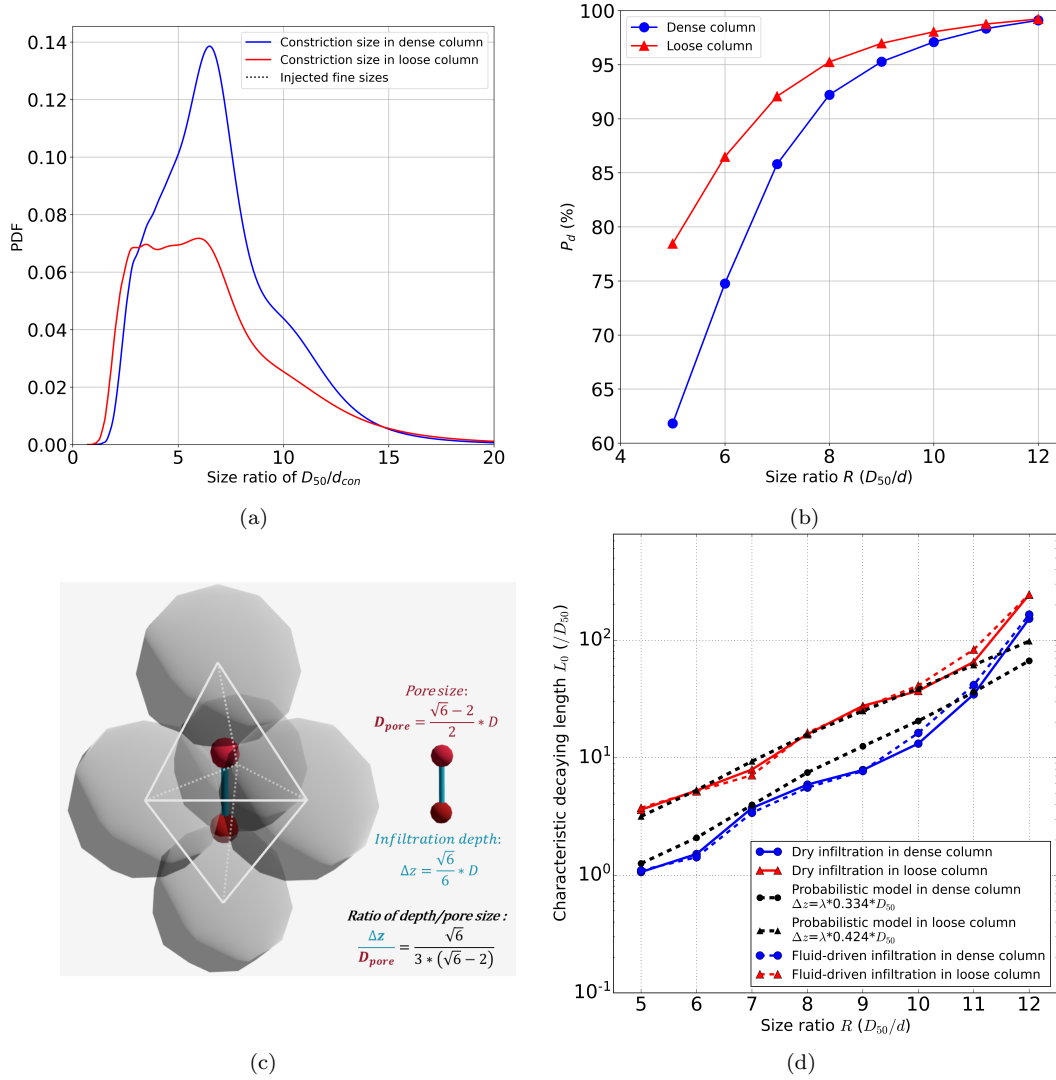 0.14
0.12
0.10
0.08
0.06
0.04
0.02
0.00
PDF
Constriction size in dense column
Constriction size in loose column
Injected fine sizes
0 5 10 15 20
Size ratio of D50/dcon
(a)
100
95
90
85
80
75
70
65
60
Pd (%)
Dense column
Loose column
4 6 8 10 12
Size ratio R (D50/d)
(b)
Pore size:
Dpore = (√6 − 2)/2 * D
Infiltration depth:
Δz = √6/6 * D
Ratio of depth/pore size :
Δz/Dpore = √6/(3 * (√6 − 2))
(c)
10²
10¹
10⁰
10⁻¹
Characteristic decaying length L0 (/D50)
Dry infiltration in dense column
Dry infiltration in loose column
Probabilistic model in dense column
Δz=λ*0.334*D50
Probabilistic model in loose column
Δz=λ*0.424*D50
Fluid-driven infiltration in dense column
Fluid-driven infiltration in loose column
5 6 7 8 9 10 11 12
Size ratio R (D50/d)
(d)